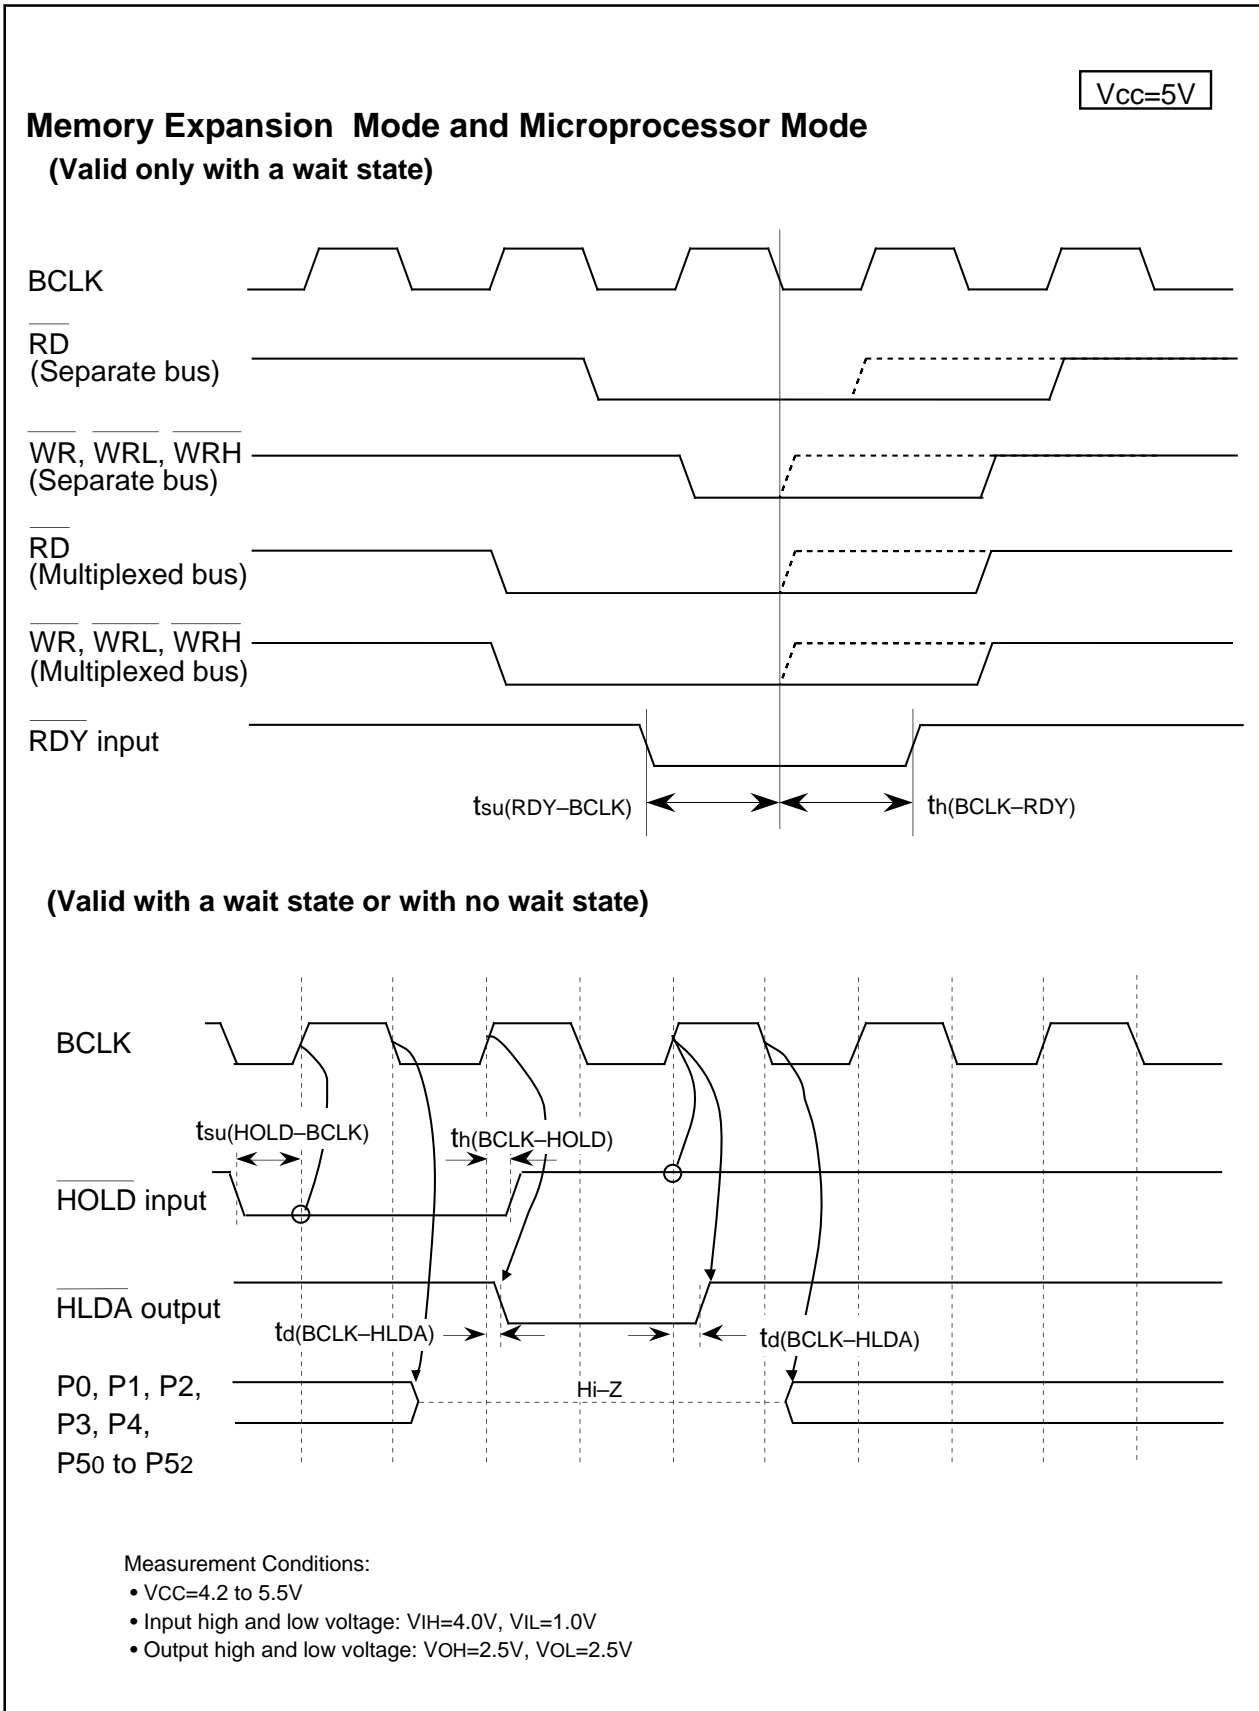 Vcc=5V
Memory Expansion Mode and Microprocessor Mode
(Valid only with a wait state)
BCLK
RD
(Separate bus)
WR, WRL, WRH
(Separate bus)
RD
(Multiplexed bus)
WR, WRL, WRH
(Multiplexed bus)
RDY input
tsu(RDY–BCLK)
th(BCLK–RDY)
(Valid with a wait state or with no wait state)
BCLK
tsu(HOLD–BCLK)
th(BCLK–HOLD)
HOLD input
HLDA output
td(BCLK–HLDA)
td(BCLK–HLDA)
P0, P1, P2,
P3, P4,
P50 to P52
Hi–Z
Measurement Conditions:
• VCC=4.2 to 5.5V
• Input high and low voltage: VIH=4.0V, VIL=1.0V
• Output high and low voltage: VOH=2.5V, VOL=2.5V